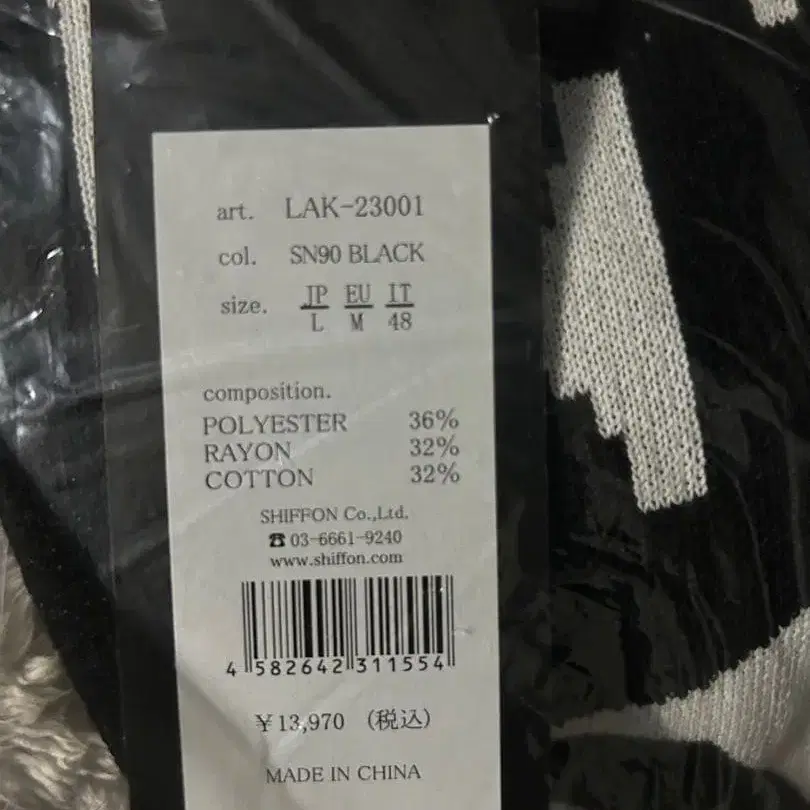 art. LAK-23001
col. SN90 BLACK
size. JP EU IT
L M 48
composition.
POLYESTER 36%
RAYON 32%
COTTON 32%
SHIFFON Co.,Ltd.
☎ 03-6661-9240
www.shiffon.com
4 582642 311554
¥13,970 (税込)
MADE IN CHINA